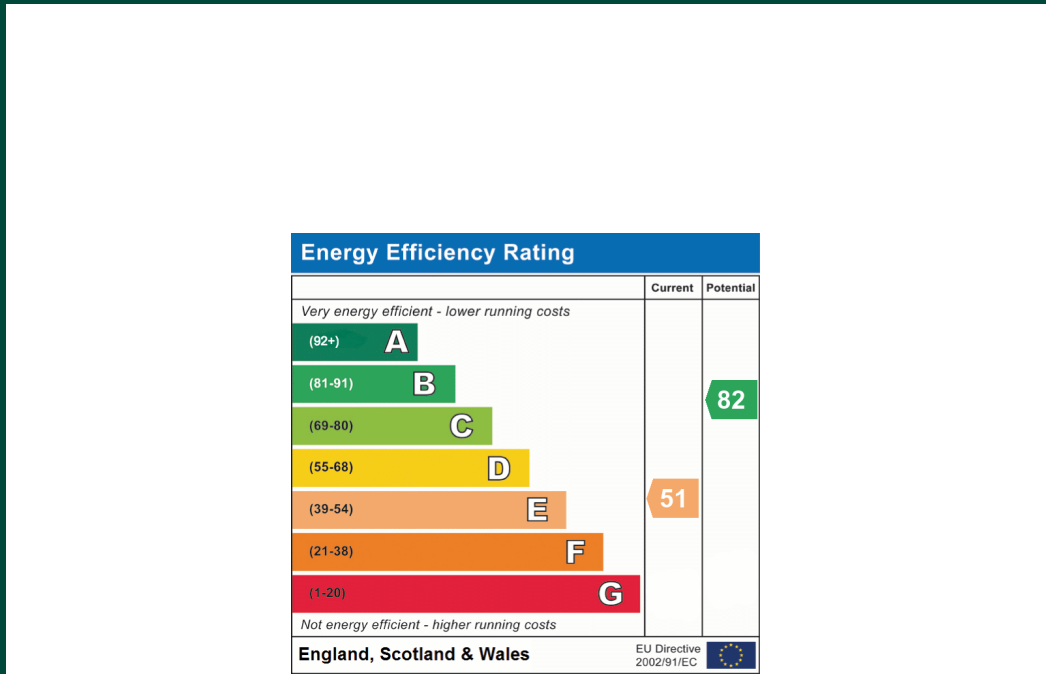 Energy Efficiency Rating
Current Potential
Very energy efficient - lower running costs
(92+) A
(81-91) B
82
(69-80) C
(55-68) D
51
(39-54) E
(21-38) F
(1-20) G
Not energy efficient - higher running costs
England, Scotland & Wales
EU Directive
2002/91/EC